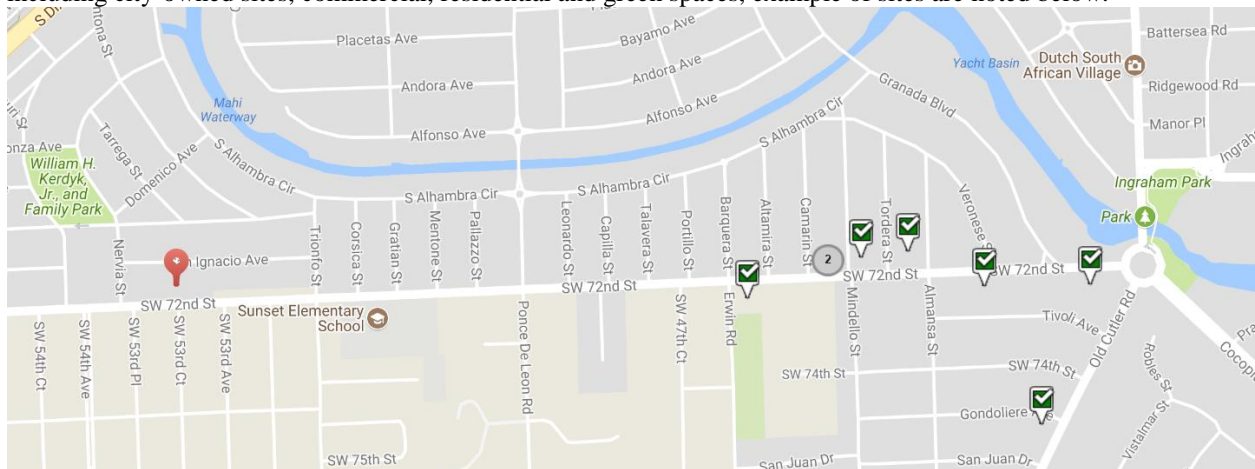 including city-owned sites, commercial, residential and green spaces, example of sites are noted below:
Placetas Ave
Bayamo Ave
Battersea Rd
Yacht Basin
Dutch South
African Village
Andora Ave
Andora Ave
Ridgewood Rd
Mahi
Waterway
Alfonso Ave
Alfonso Ave
Granada Blvd
Manor Pl
Tarrega St
Domenico Ave
William H.
Kerdyk,
Jr., and
Family Park
S Alhambra Cir
S Alhambra Cir
S Alhambra Cir
S Alhambra Cir
Ingraham Park
Park
Nervia St
n Ignacio Ave
Trionfo St
Corsica St
Gratian St
Mentone St
Pallazzo St
Leonardo St
Capilla St
Talavera St
Portillo St
Barquera St
Altamira St
Camarin St
Tordera St
Veronese S
2
SW 72nd St
SW 72nd St
SW 72nd St
SW 72nd St
Sunset Elementary
School
SW 54th Ct
SW 54th Ave
SW 53rd Pl
SW 53rd Ct
SW 53rd Ave
Ponce De Leon Rd
SW 47th Ct
Erwin Rd
Mindello St
Almansa St
Tivoli Ave
Old Cutler Rd
SW 74th St
SW 74th St
Robles St
Cocopl
Gondoliere
Vistalmar St
SW 75th St
San Juan Dr
San Juan Dr